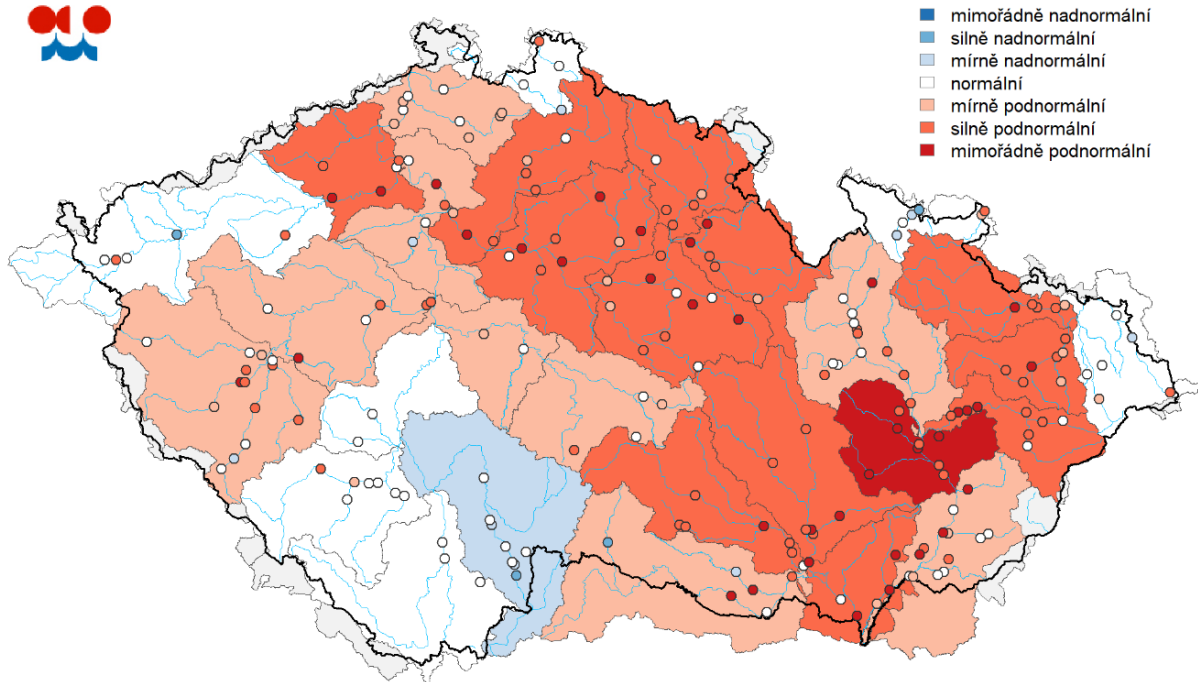 mimořádně nadnormální
silně nadnormální
mírně nadnormální
normální
mírně podnormální
silně podnormální
mimořádně podnormální